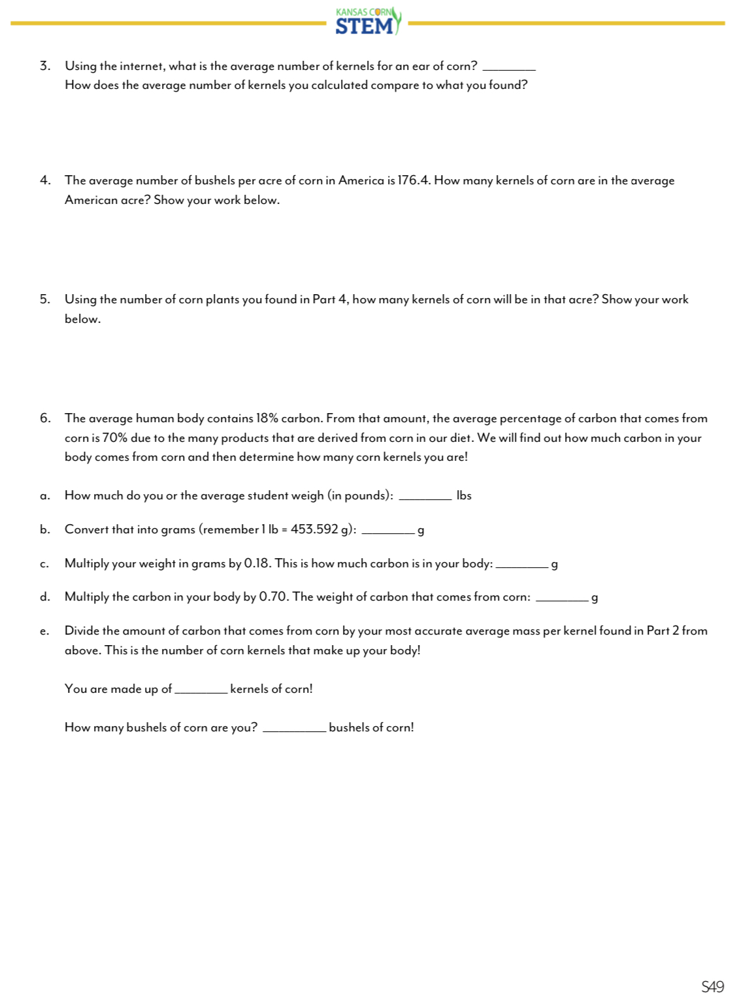 KANSAS CORN
STEM
3. Using the internet, what is the average number of kernels for an ear of corn? ________
How does the average number of kernels you calculated compare to what you found?
4. The average number of bushels per acre of corn in America is 176.4. How many kernels of corn are in the average
American acre? Show your work below.
5. Using the number of corn plants you found in Part 4, how many kernels of corn will be in that acre? Show your work
below.
6. The average human body contains 18% carbon. From that amount, the average percentage of carbon that comes from
corn is 70% due to the many products that are derived from corn in our diet. We will find out how much carbon in your
body comes from corn and then determine how many corn kernels you are!
a. How much do you or the average student weigh (in pounds): ________ lbs
b. Convert that into grams (remember 1 lb = 453.592 g): ________ g
c. Multiply your weight in grams by 0.18. This is how much carbon is in your body: ________ g
d. Multiply the carbon in your body by 0.70. The weight of carbon that comes from corn: ________ g
e. Divide the amount of carbon that comes from corn by your most accurate average mass per kernel found in Part 2 from
above. This is the number of corn kernels that make up your body!
You are made up of ________ kernels of corn!
How many bushels of corn are you? __________ bushels of corn!
S49